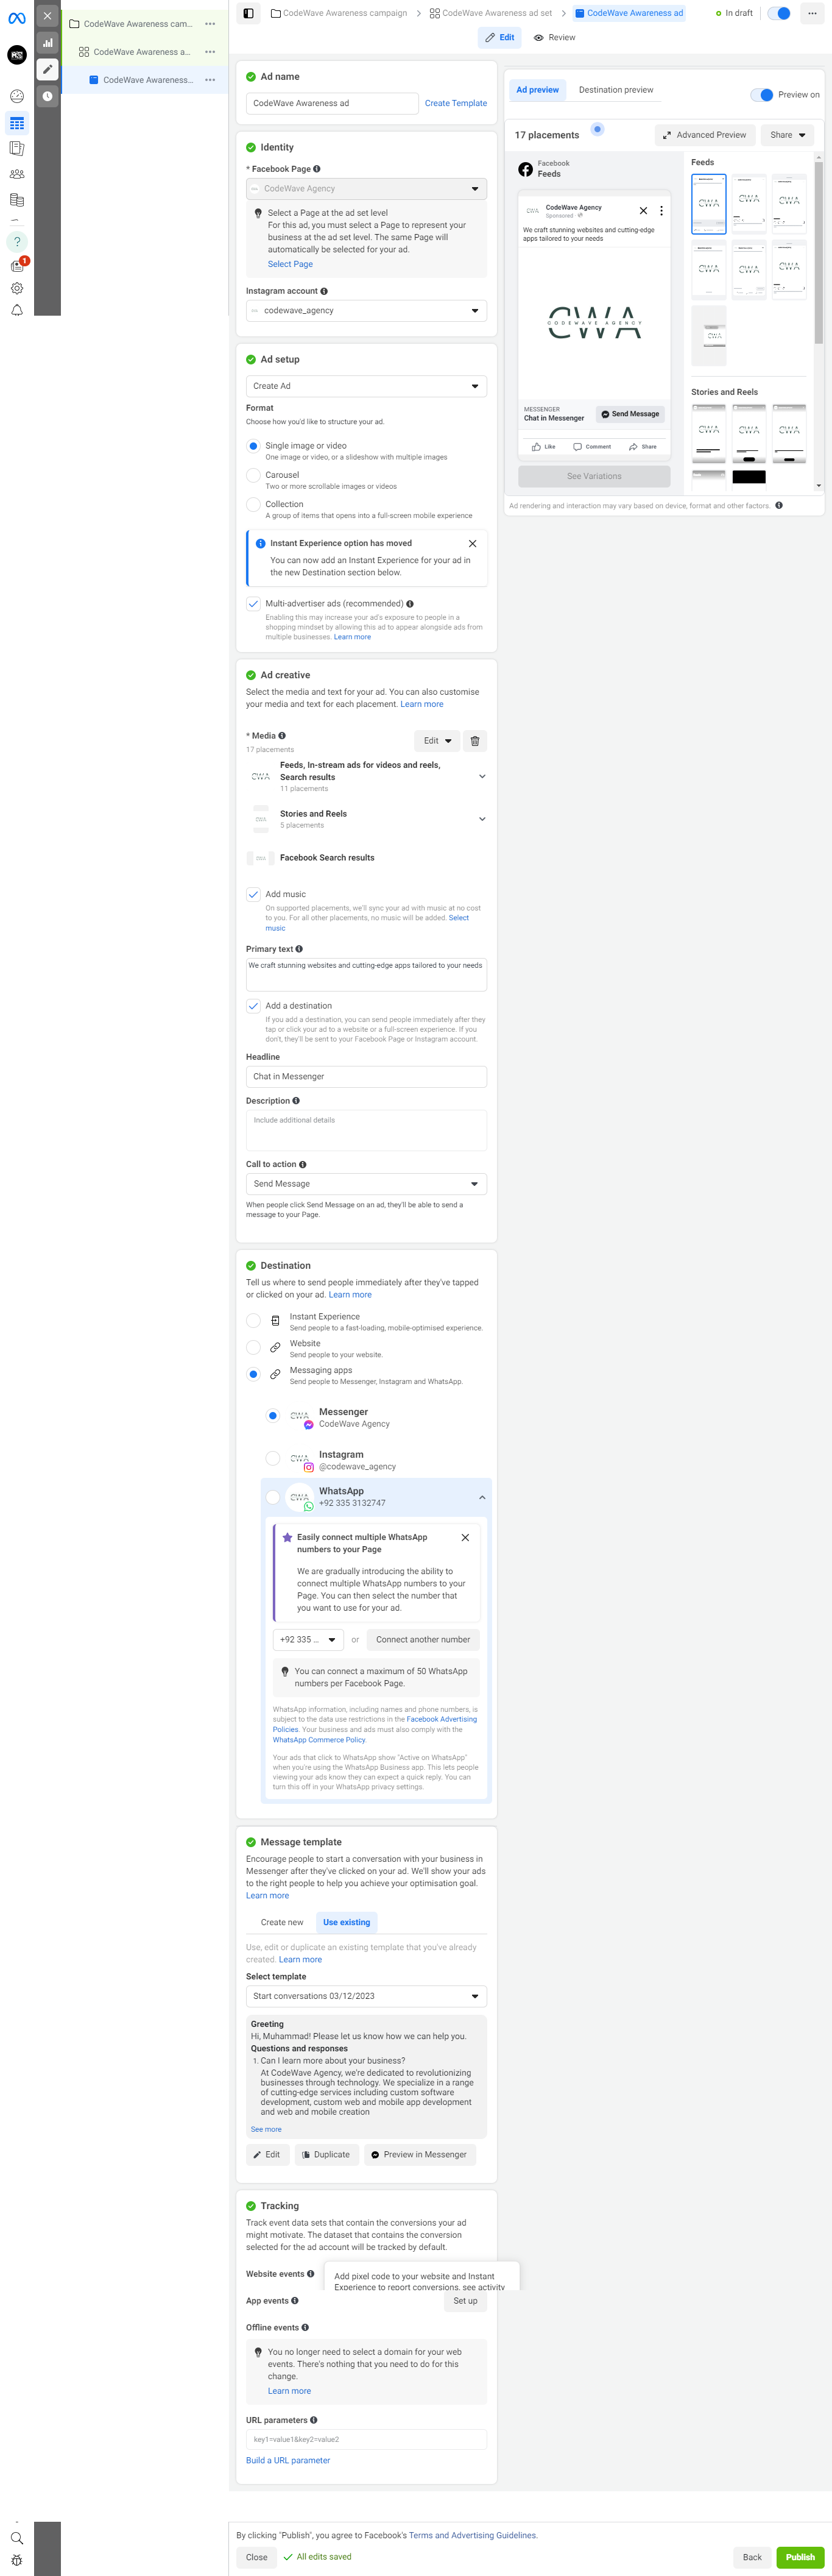 CodeWave Awareness cam...
CodeWave Awareness a...
CodeWave Awareness...
1
CodeWave Awareness campaign
CodeWave Awareness ad set
CodeWave Awareness ad
In draft
Edit
Review
Ad name
CodeWave Awareness ad
Create Template
Identity
* Facebook Page
CodeWave Agency
Select a Page at the ad set level
For this ad, you must select a Page to represent your
business at the ad set level. The same Page will
automatically be selected for your ad.
Select Page
Instagram account
codewave_agency
Ad setup
Create Ad
Format
Choose how you'd like to structure your ad.
Single image or video
One image or video, or a slideshow with multiple images
Carousel
Two or more scrollable images or videos
Collection
A group of items that opens into a full-screen mobile experience
Instant Experience option has moved
You can now add an Instant Experience for your ad in
the new Destination section below.
Multi-advertiser ads (recommended)
Enabling this may increase your ad's exposure to people in a
shopping mindset by allowing this ad to appear alongside ads from
multiple businesses. Learn more
Ad creative
Select the media and text for your ad. You can also customise
your media and text for each placement. Learn more
* Media
17 placements
Edit
Feeds, In-stream ads for videos and reels,
Search results
11 placements
Stories and Reels
5 placements
Facebook Search results
Add music
On supported placements, we'll sync your ad with music at no cost
to you. For all other placements, no music will be added. Select
music
Primary text
We craft stunning websites and cutting-edge apps tailored to your needs
Add a destination
If you add a destination, you can send people immediately after they
tap or click your ad to a website or a full-screen experience. If you
don't, they'll be sent to your Facebook Page or Instagram account.
Headline
Chat in Messenger
Description
Include additional details
Call to action
Send Message
When people click Send Message on an ad, they'll be able to send a
message to your Page.
Destination
Tell us where to send people immediately after they've tapped
or clicked on your ad. Learn more
Instant Experience
Send people to a fast-loading, mobile-optimised experience.
Website
Send people to your website.
Messaging apps
Send people to Messenger, Instagram and WhatsApp.
Messenger
CodeWave Agency
Instagram
@codewave_agency
WhatsApp
+92 335 3132747
Easily connect multiple WhatsApp
numbers to your Page
We are gradually introducing the ability to
connect multiple WhatsApp numbers to your
Page. You can then select the number that
you want to use for your ad.
+92 335 ...
or
Connect another number
You can connect a maximum of 50 WhatsApp
numbers per Facebook Page.
WhatsApp information, including names and phone numbers, is
subject to the data use restrictions in the Facebook Advertising
Policies. Your business and ads must also comply with the
WhatsApp Commerce Policy.
Your ads that click to WhatsApp show "Active on WhatsApp"
when you're using the WhatsApp Business app. This lets people
viewing your ads know they can expect a quick reply. You can
turn this off in your WhatsApp privacy settings.
Message template
Encourage people to start a conversation with your business in
Messenger after they've clicked on your ad. We'll show your ads
to the right people to help you achieve your optimisation goal.
Learn more
Create new
Use existing
Use, edit or duplicate an existing template that you've already
created. Learn more
Select template
Start conversations 03/12/2023
Greeting
Hi, Muhammad! Please let us know how we can help you.
Questions and responses
1. Can I learn more about your business?
At CodeWave Agency, we're dedicated to revolutionizing
businesses through technology. We specialize in a range
of cutting-edge services including custom software
development, custom web and mobile app development
and web and mobile creation
See more
Edit
Duplicate
Preview in Messenger
Tracking
Track event data sets that contain the conversions your ad
might motivate. The dataset that contains the conversion
selected for the ad account will be tracked by default.
Website events
Add pixel code to your website and Instant
Experience to report conversions, see activity
App events
Set up
Offline events
You no longer need to select a domain for your web
events. There's nothing that you need to do for this
change.
Learn more
URL parameters
key1=value1&key2=value2
Build a URL parameter
Ad preview
Destination preview
Preview on
17 placements
Advanced Preview
Share
Facebook
Feeds
CodeWave Agency
Sponsored
We craft stunning websites and cutting-edge
apps tailored to your needs
CWA
CODEWAVE AGENCY
MESSENGER
Chat in Messenger
Send Message
Like
Comment
Share
See Variations
Feeds
Stories and Reels
Ad rendering and interaction may vary based on device, format and other factors.
By clicking "Publish", you agree to Facebook's Terms and Advertising Guidelines.
Close
All edits saved
Back
Publish